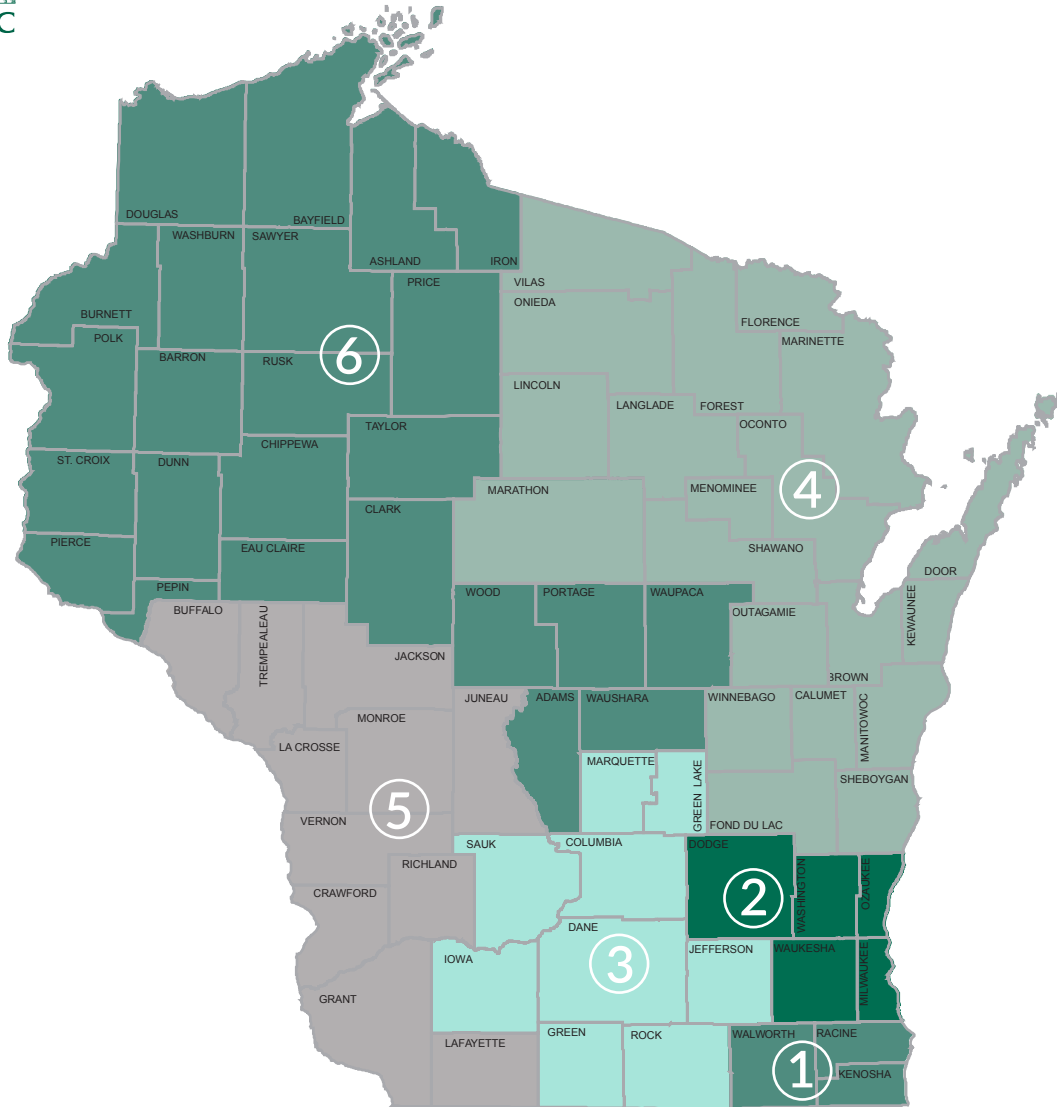 C
DOUGLAS
BAYFIELD
WASHBURN
SAWYER
ASHLAND
IRON
PRICE
VILAS
ONIEDA
BURNETT
POLK
FLORENCE
MARINETTE
BARRON
RUSK
6
LINCOLN
LANGLADE
FOREST
TAYLOR
OCONTO
CHIPPEWA
ST. CROIX
DUNN
MARATHON
MENOMINEE
4
CLARK
PIERCE
EAU CLAIRE
SHAWANO
DOOR
PEPIN
WOOD
PORTAGE
WAUPACA
BUFFALO
TREMPEALEAU
OUTAGAMIE
KEWAUNEE
JACKSON
BROWN
JUNEAU
ADAMS
WAUSHARA
WINNEBAGO
CALUMET
MANITOWOC
MONROE
LA CROSSE
MARQUETTE
GREEN LAKE
SHEBOYGAN
5
VERNON
FOND DU LAC
SAUK
COLUMBIA
DODGE
RICHLAND
WASHINGTON
OZAUKEE
CRAWFORD
2
DANE
IOWA
3
JEFFERSON
WAUKESHA
MILWAUKEE
GRANT
LAFAYETTE
GREEN
ROCK
WALWORTH
RACINE
1
KENOSHA